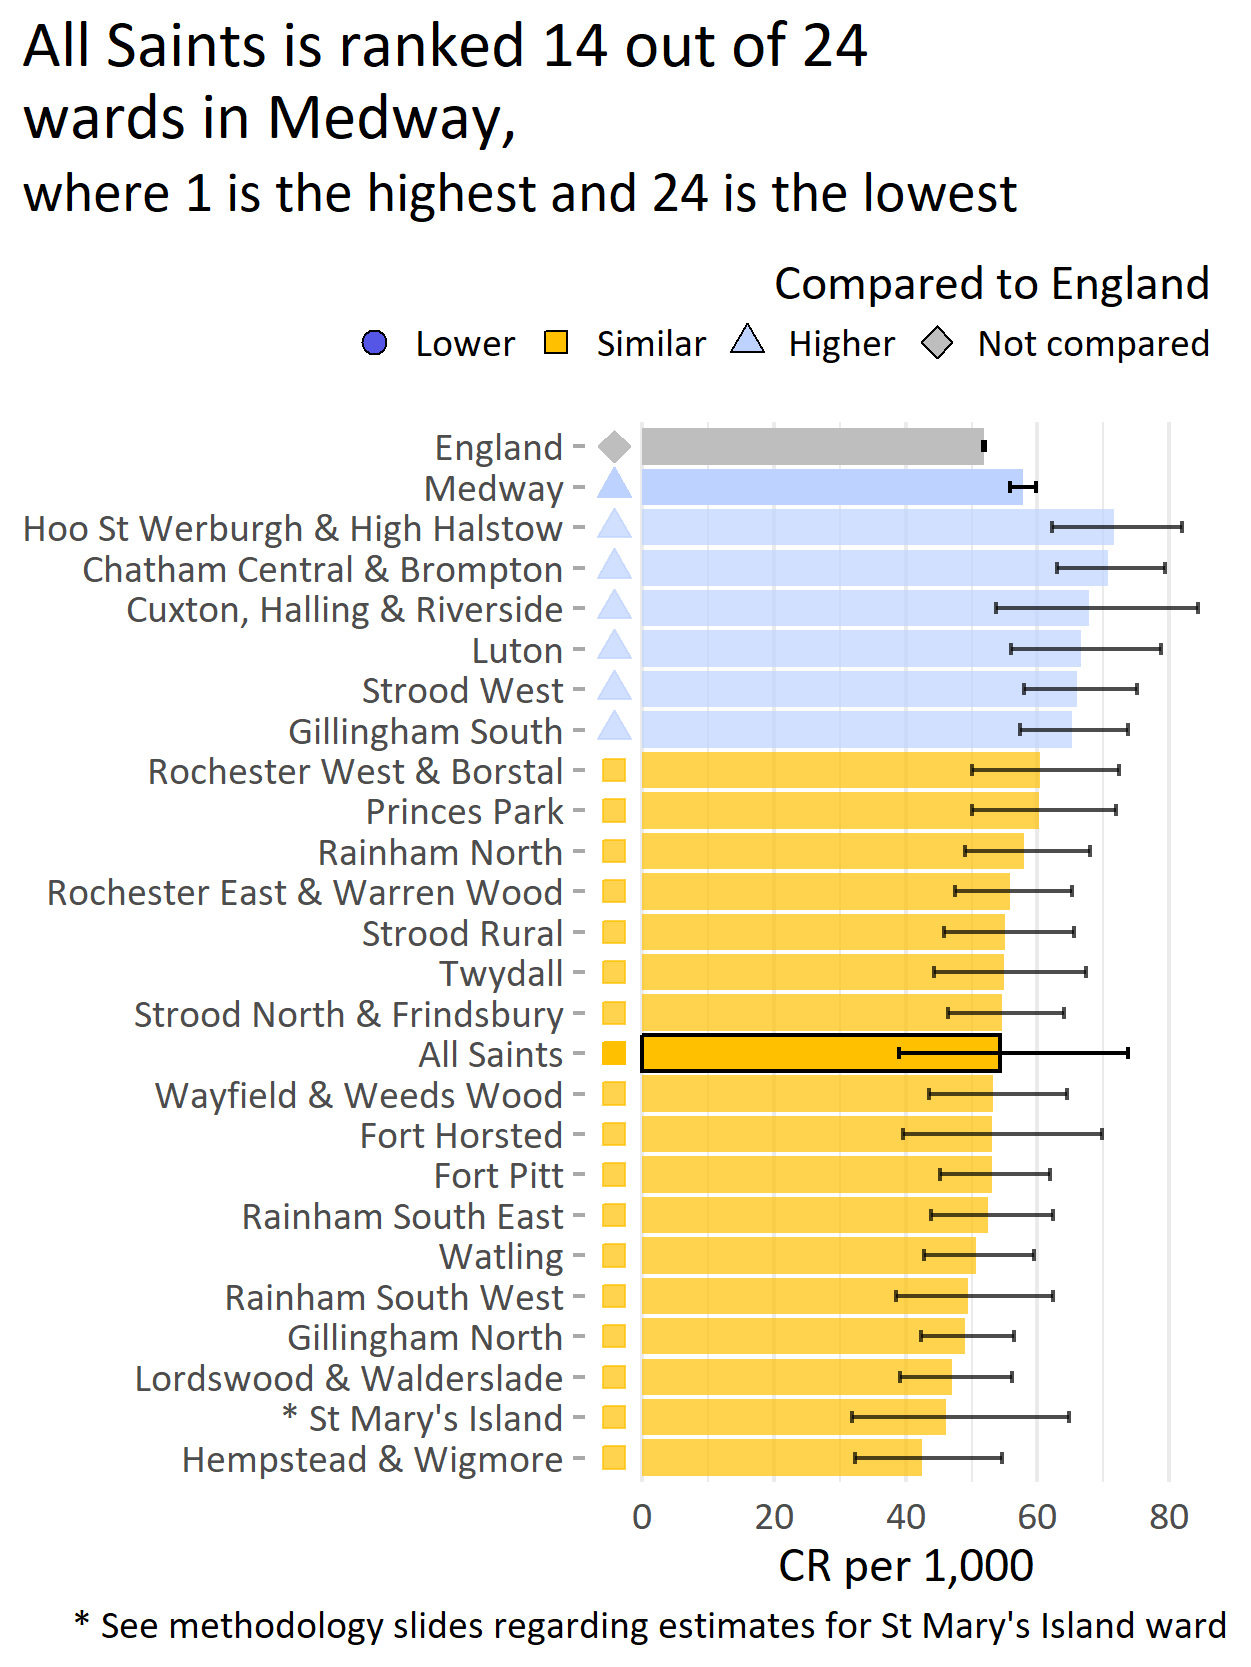 All Saints is ranked 14 out of 24
wards in Medway,
where 1 is the highest and 24 is the lowest
Compared to England
Lower Similar Higher Not compared
England
Medway
Hoo St Werburgh & High Halstow
Chatham Central & Brompton
Cuxton, Halling & Riverside
Luton
Strood West
Gillingham South
Rochester West & Borstal
Princes Park
Rainham North
Rochester East & Warren Wood
Strood Rural
Twydall
Strood North & Frindsbury
All Saints
Wayfield & Weeds Wood
Fort Horsted
Fort Pitt
Rainham South East
Watling
Rainham South West
Gillingham North
Lordswood & Walderslade
* St Mary's Island
Hempstead & Wigmore
0 20 40 60 80
CR per 1,000
* See methodology slides regarding estimates for St Mary's Island ward